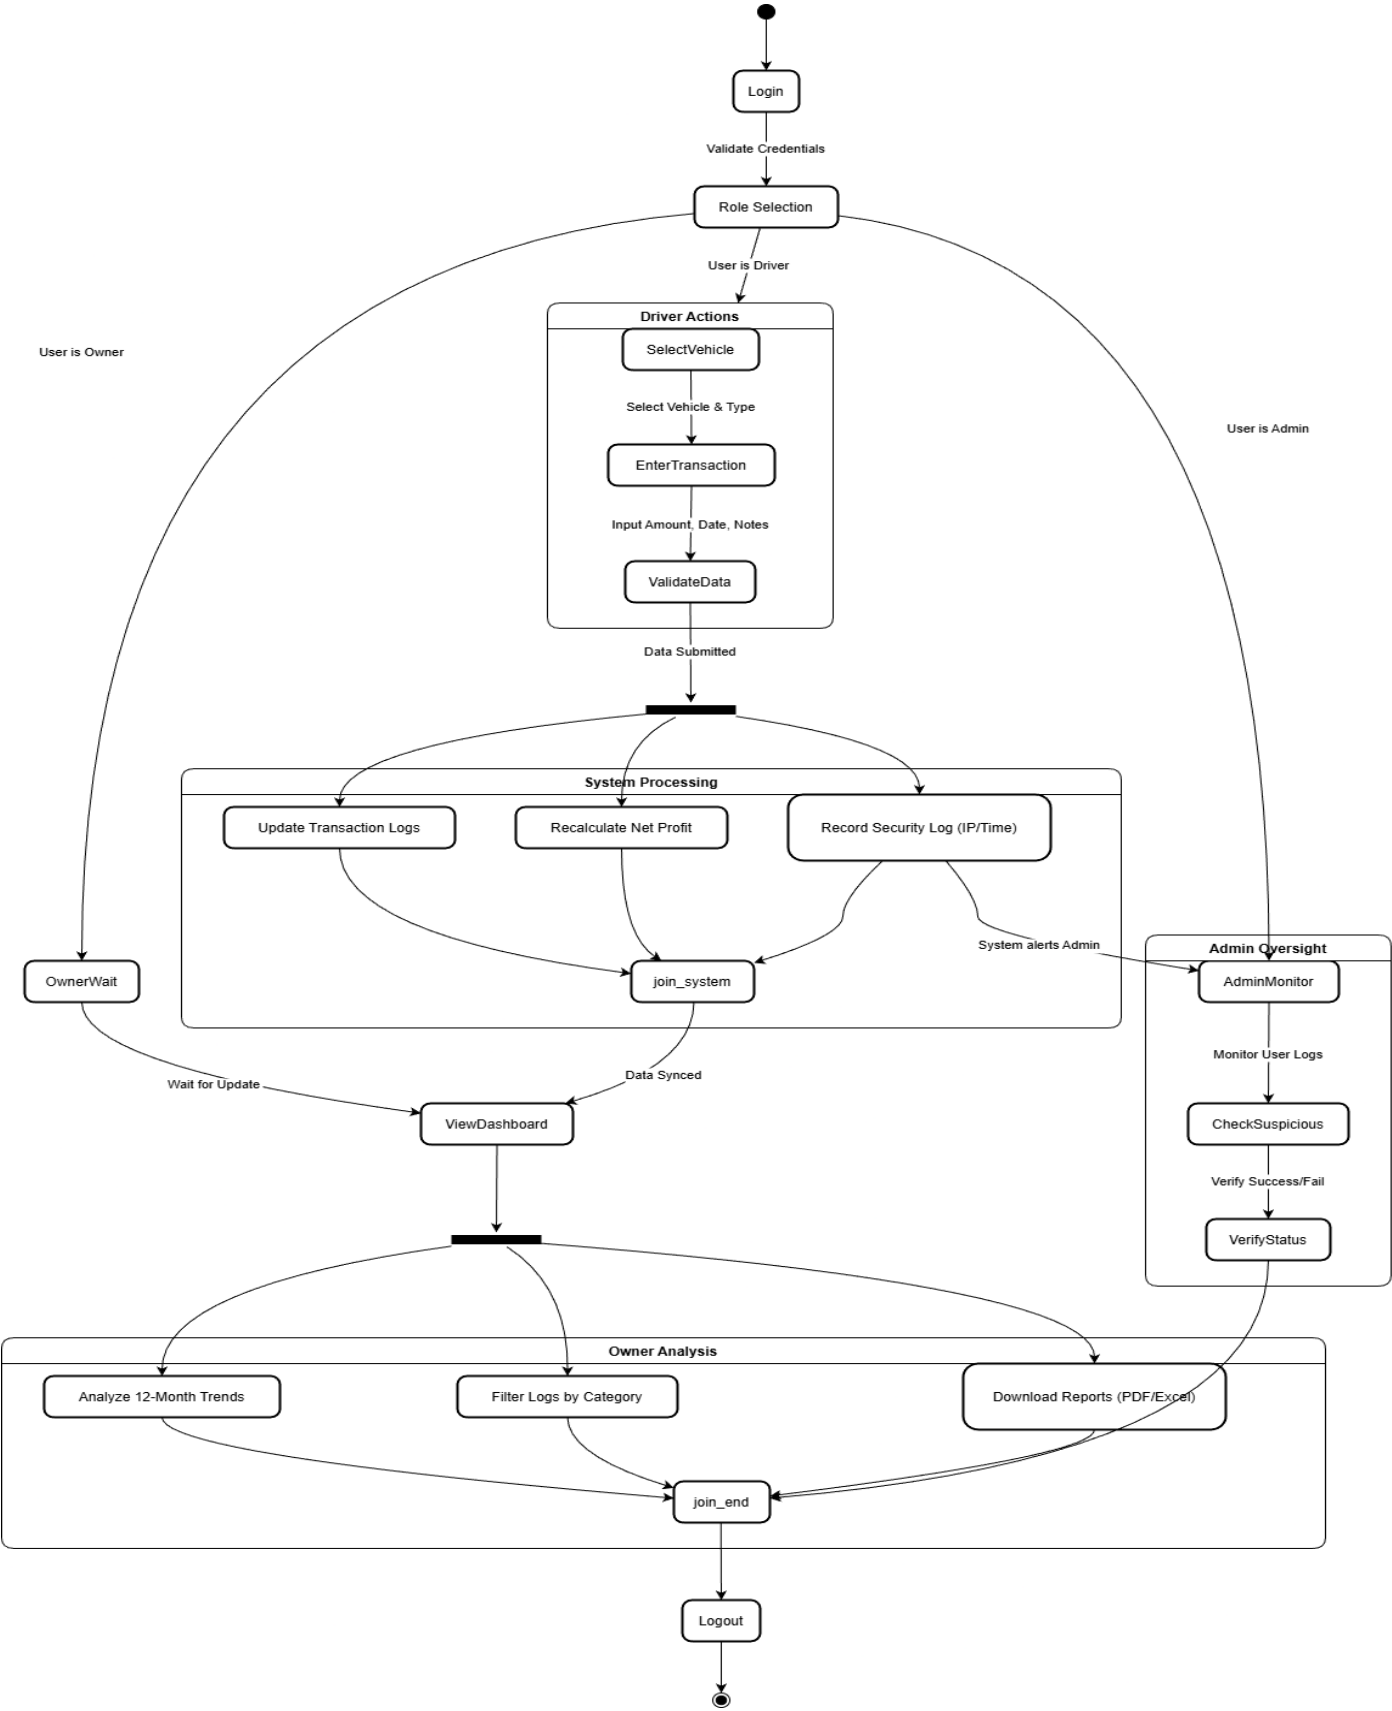 Login
Validate Credentials
Role Selection
User is Driver
User is Owner
User is Admin
Driver Actions
SelectVehicle
Select Vehicle & Type
EnterTransaction
Input Amount, Date, Notes
ValidateData
Data Submitted
System Processing
Update Transaction Logs
Recalculate Net Profit
Record Security Log (IP/Time)
System alerts Admin
Admin Oversight
OwnerWait
join_system
AdminMonitor
Monitor User Logs
Wait for Update
Data Synced
ViewDashboard
CheckSuspicious
Verify Success/Fail
VerifyStatus
Owner Analysis
Analyze 12-Month Trends
Filter Logs by Category
Download Reports (PDF/Excel)
join_end
Logout